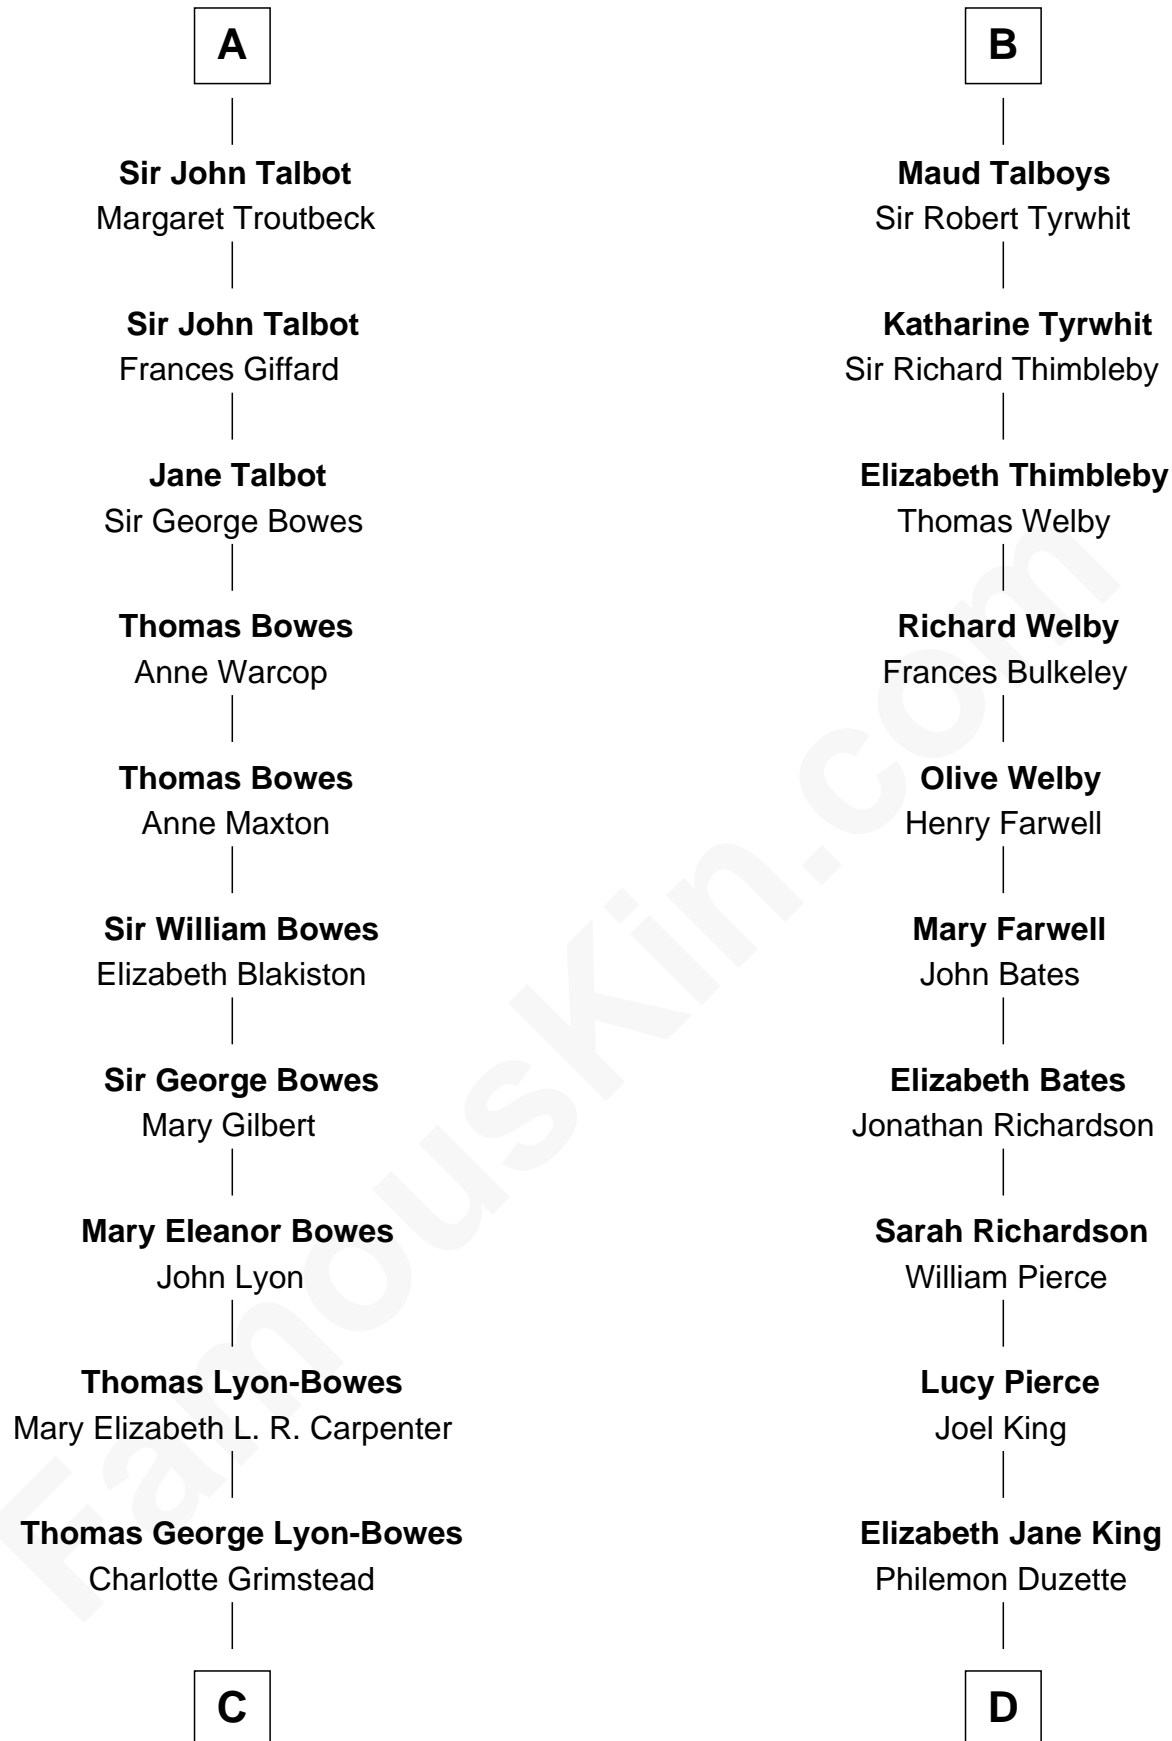 A
Sir John Talbot
Margaret Troutbeck
Sir John Talbot
Frances Giffard
Jane Talbot
Sir George Bowes
Thomas Bowes
Anne Warcop
Thomas Bowes
Anne Maxton
Sir William Bowes
Elizabeth Blakiston
Sir George Bowes
Mary Gilbert
Mary Eleanor Bowes
John Lyon
Thomas Lyon-Bowes
Mary Elizabeth L. R. Carpenter
Thomas George Lyon-Bowes
Charlotte Grimstead
C
B
Maud Talboys
Sir Robert Tyrwhit
Katharine Tyrwhit
Sir Richard Thimbleby
Elizabeth Thimbleby
Thomas Welby
Richard Welby
Frances Bulkeley
Olive Welby
Henry Farwell
Mary Farwell
John Bates
Elizabeth Bates
Jonathan Richardson
Sarah Richardson
William Pierce
Lucy Pierce
Joel King
Elizabeth Jane King
Philemon Duzette
D
FamousKin.com